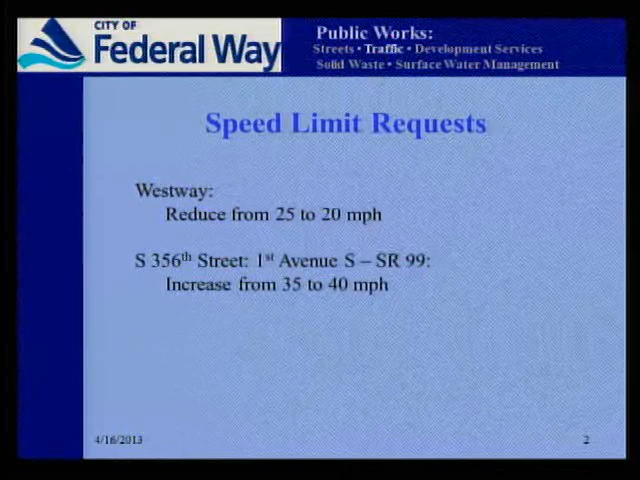 CITY OF
Federal Way
Public Works:
Streets • Traffic • Development Services
Solid Waste • Surface Water Management
Speed Limit Requests
Westway:
Reduce from 25 to 20 mph
S 356th Street: 1st Avenue S – SR 99:
Increase from 35 to 40 mph
4/16/2013
2